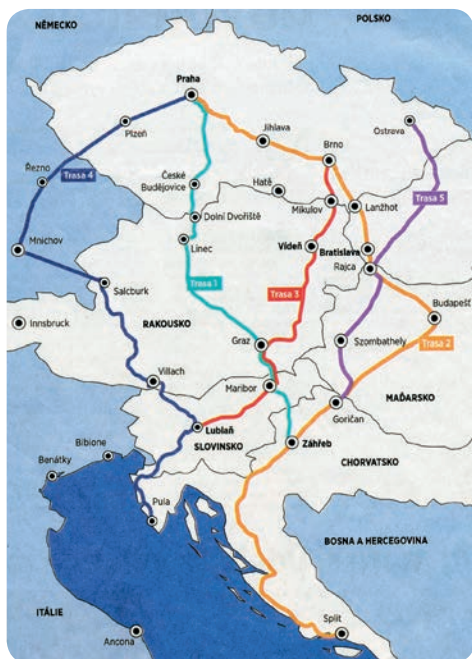 NĚMECKO
POLSKO
Praha
Plzeň
Jihlava
Ostrava
Brno
Řezno
Trasa 4
České
Budějovice
Hatě
Trasa 5
Mikulov
Lanžhot
Dolní Dvořiště
Mnichov
Linec
Vídeň
Bratislava
Rajca
Salcburk
Trasa 1
Trasa 3
Budapešť
Innsbruck
RAKOUSKO
Graz
Szombathely
Trasa 2
Villach
Maribor
MAĎARSKO
Goričan
Lublaň
SLOVINSKO
Záhřeb
Bibione
CHORVATSKO
Benátky
Pula
BOSNA A HERCEGOVINA
ITÁLIE
Split
Ancona